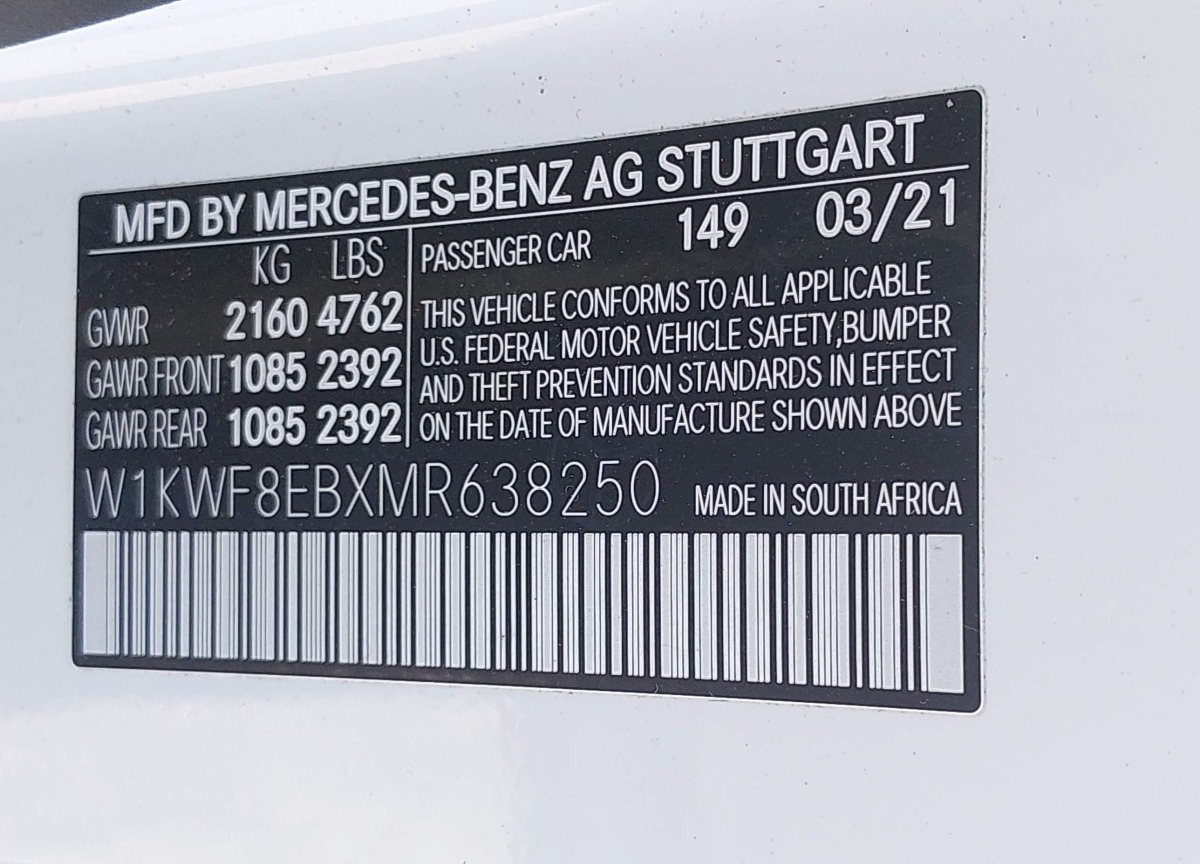 MFD BY MERCEDES-BENZ AG STUTTGART
KG LBS
GVWR 2160 4762
GAWR FRONT 1085 2392
GAWR REAR 1085 2392
PASSENGER CAR 149 03/21
THIS VEHICLE CONFORMS TO ALL APPLICABLE
U.S. FEDERAL MOTOR VEHICLE SAFETY,BUMPER
AND THEFT PREVENTION STANDARDS IN EFFECT
ON THE DATE OF MANUFACTURE SHOWN ABOVE
W1KWF8EBXMR638250 MADE IN SOUTH AFRICA